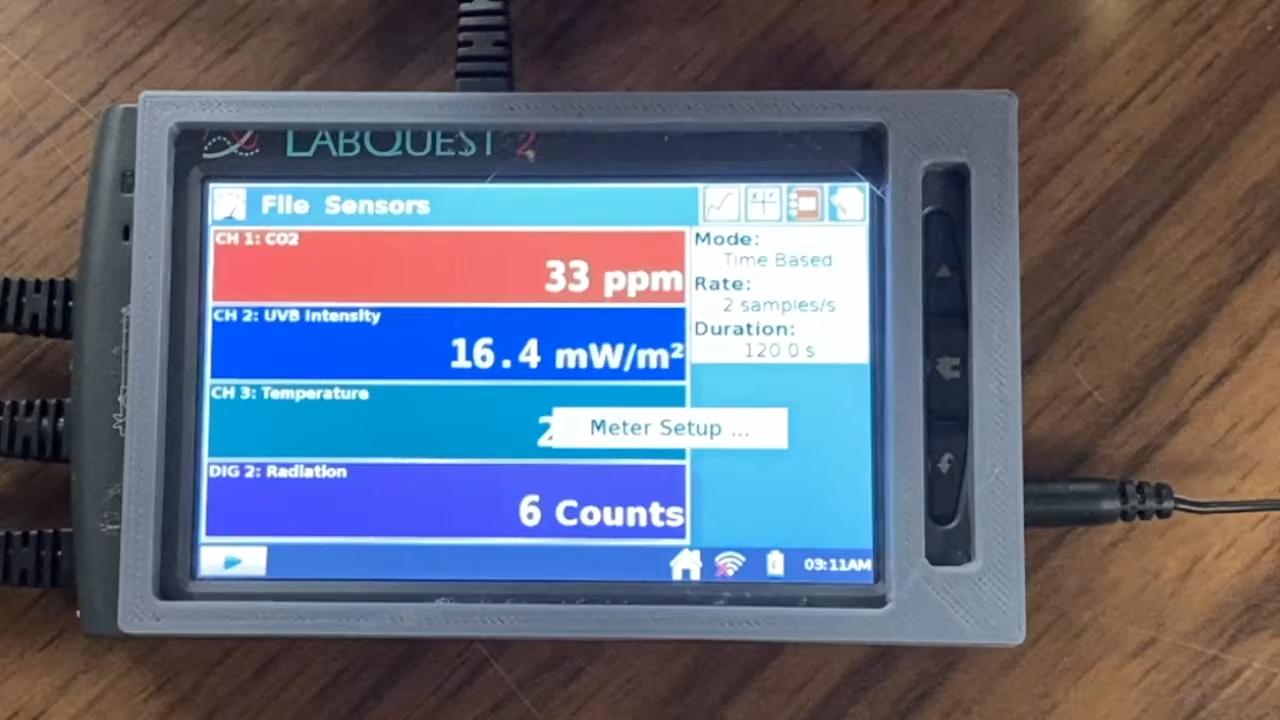 LABQUEST 2
File Sensors
CH 1: CO2
33 ppm
CH 2: UVB Intensity
16.4 mW/m²
CH 3: Temperature
2
Meter Setup ...
DIG 2: Radiation
6 Counts
Mode:
Time Based
Rate:
2 samples/s
Duration:
120.0 s
03:11AM